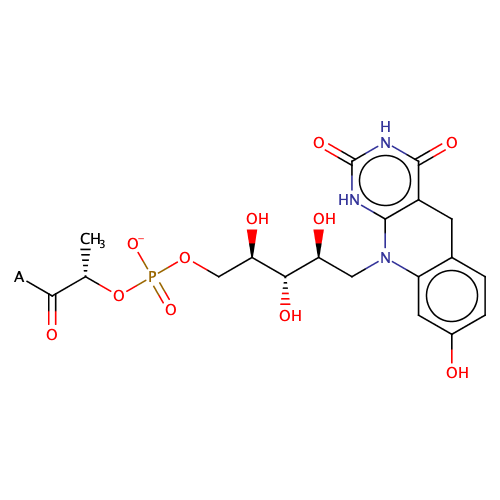 H
O N O
HN
OH OH
CH3 O− O N
A P
O O OH
O
OH